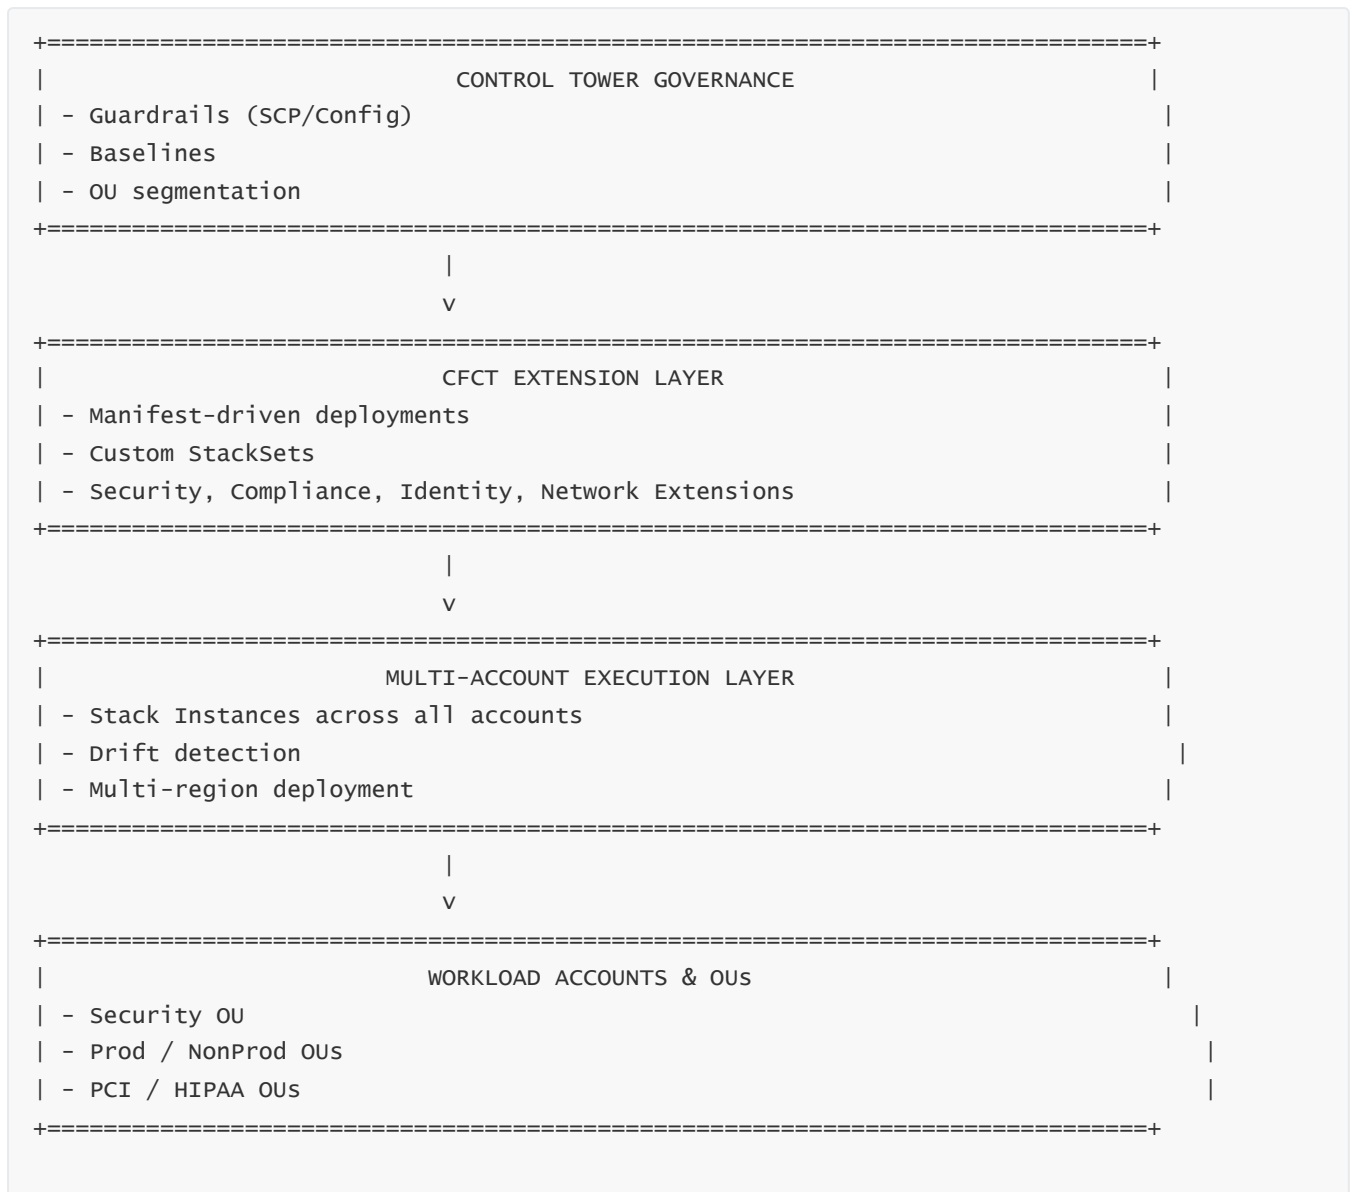 +==============================================================================+
|                             CONTROL TOWER GOVERNANCE                         |
| - Guardrails (SCP/Config)                                                     |
| - Baselines                                                                   |
| - OU segmentation                                                             |
+==============================================================================+
                             |
                             v
+==============================================================================+
|                            CFCT EXTENSION LAYER                               |
| - Manifest-driven deployments                                                 |
| - Custom StackSets                                                            |
| - Security, Compliance, Identity, Network Extensions                          |
+==============================================================================+
                             |
                             v
+==============================================================================+
|                        MULTI-ACCOUNT EXECUTION LAYER                          |
| - Stack Instances across all accounts                                         |
| - Drift detection                                                              |
| - Multi-region deployment                                                     |
+==============================================================================+
                             |
                             v
+==============================================================================+
|                           WORKLOAD ACCOUNTS & OUs                             |
| - Security OU                                                                   |
| - Prod / NonProd OUs                                                             |
| - PCI / HIPAA OUs                                                                |
+==============================================================================+